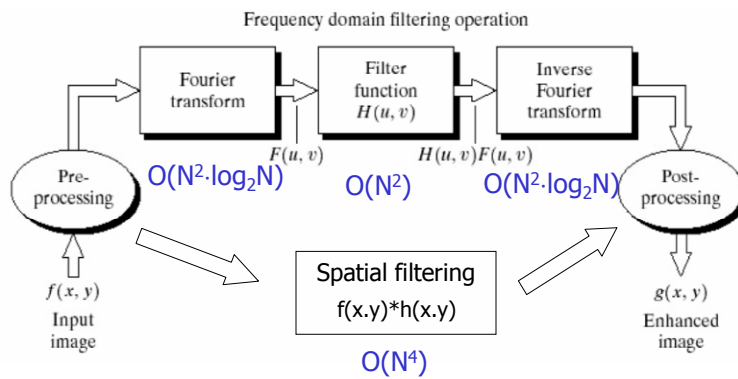 Frequency domain filtering operation
Fourier
transform
Filter
function
H(u, v)
Inverse
Fourier
transform
F(u, v)
H(u, v)F(u, v)
Pre-
processing
O(N²·log₂N)
O(N²)
O(N²·log₂N)
Post-
processing
Spatial filtering
f(x.y)*h(x.y)
O(N⁴)
f(x, y)
Input
image
g(x, y)
Enhanced
image